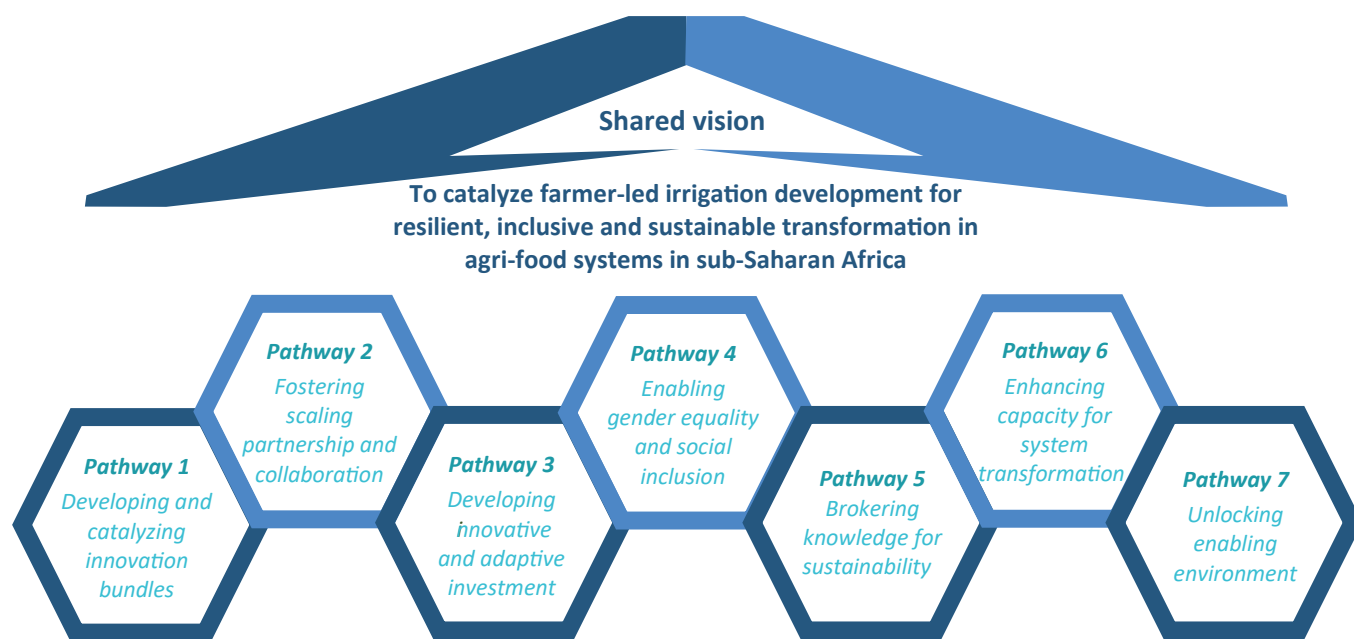 Shared vision
To catalyze farmer-led irrigation development for
resilient, inclusive and sustainable transformation in
agri-food systems in sub-Saharan Africa
Pathway 1
Developing and
catalyzing
innovation
bundles
Pathway 2
Fostering
scaling
partnership and
collaboration
Pathway 3
Developing
innovative
and adaptive
investment
Pathway 4
Enabling
gender equality
and social
inclusion
Pathway 5
Brokering
knowledge for
sustainability
Pathway 6
Enhancing
capacity for
system
transformation
Pathway 7
Unlocking
enabling
environment